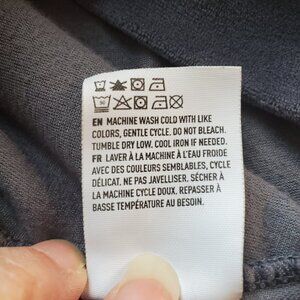 EN MACHINE WASH COLD WITH LIKE
COLORS, GENTLE CYCLE. DO NOT BLEACH.
TUMBLE DRY LOW. COOL IRON IF NEEDED.
FR LAVER À LA MACHINE À L'EAU FROIDE
AVEC DES COULEURS SEMBLABLES, CYCLE
DÉLICAT. NE PAS JAVELLISER. SÉCHER À
LA MACHINE CYCLE DOUX. REPASSER À
BASSE TEMPÉRATURE AU BESOIN.